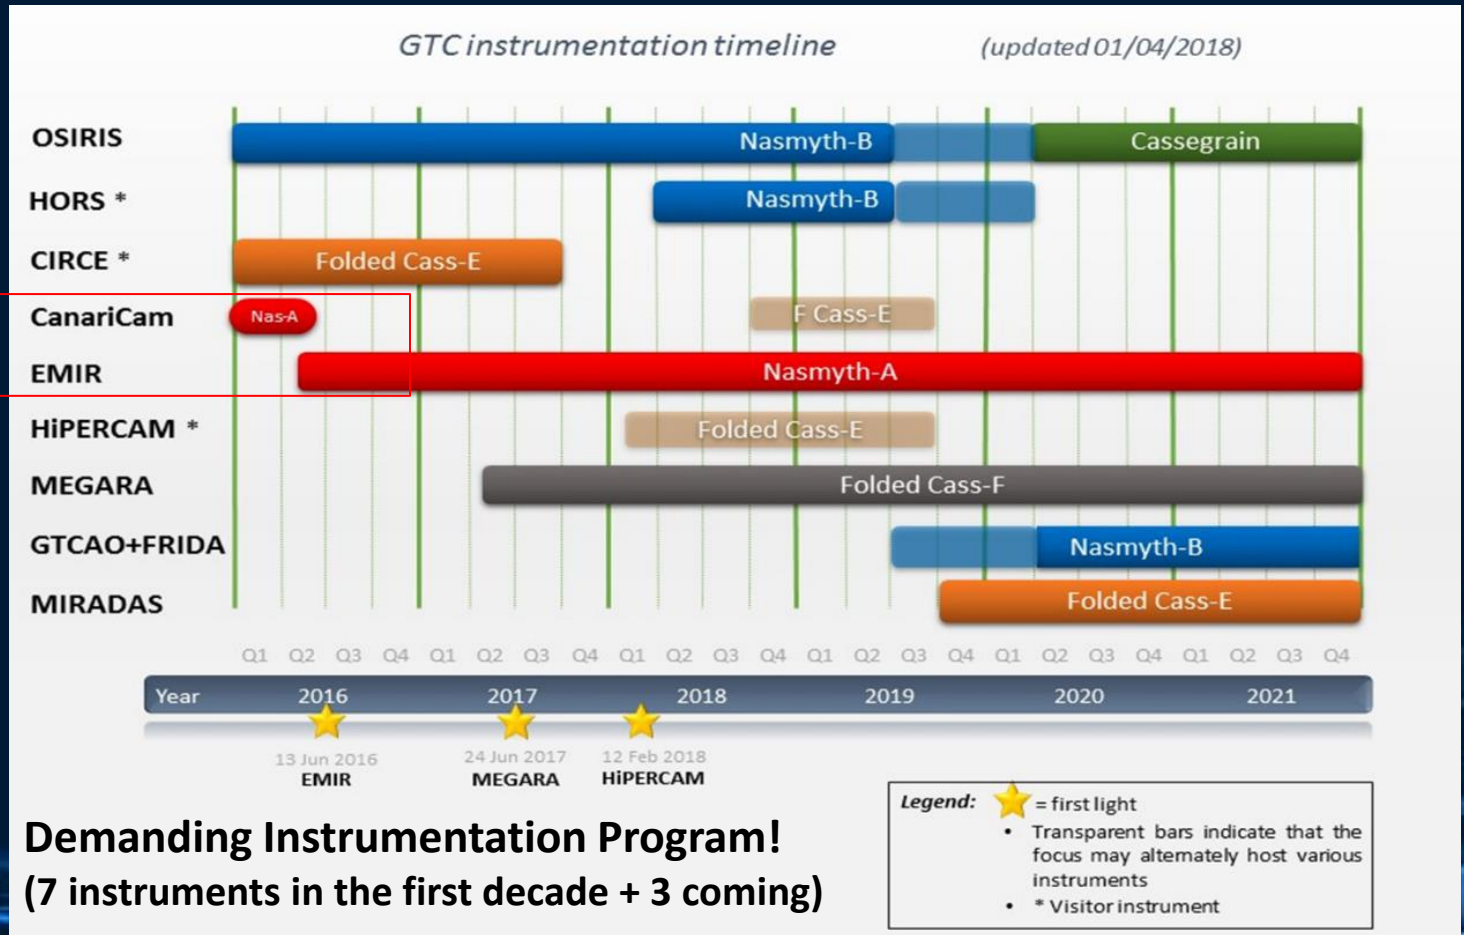 GTC instrumentation timeline (updated 01/04/2018)
OSIRIS Nasmyth-B Cassegrain
HORS * Nasmyth-B
CIRCE * Folded Cass-E
CanariCam Nas-A F Cass-E
EMIR Nasmyth-A
HiPERCAM * Folded Cass-E
MEGARA Folded Cass-F
GTCAO+FRIDA Nasmyth-B
MIRADAS Folded Cass-E
Q1 Q2 Q3 Q4 Q1 Q2 Q3 Q4 Q1 Q2 Q3 Q4 Q1 Q2 Q3 Q4 Q1 Q2 Q3 Q4 Q1 Q2 Q3 Q4
Year 2016 2017 2018 2019 2020 2021
13 Jun 2016 24 Jun 2017 12 Feb 2018
EMIR MEGARA HiPERCAM
Legend: = first light
• Transparent bars indicate that the
focus may alternately host various
instruments
• * Visitor instrument
Demanding Instrumentation Program!
(7 instruments in the first decade + 3 coming)